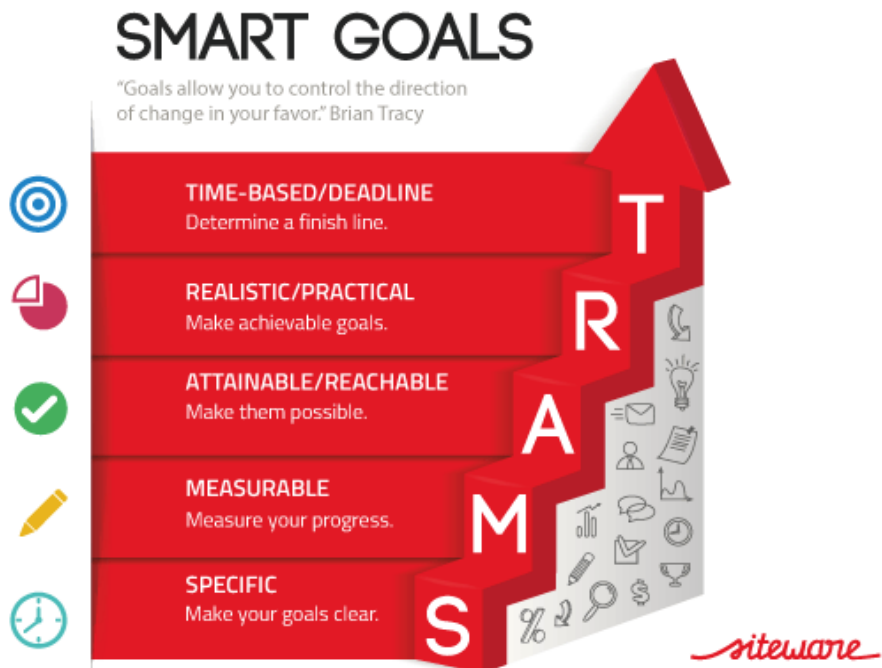 SMART GOALS
“Goals allow you to control the direction
of change in your favor.” Brian Tracy
TIME-BASED/DEADLINE
Determine a finish line.
T
REALISTIC/PRACTICAL
Make achievable goals.
R
ATTAINABLE/REACHABLE
Make them possible.
A
MEASURABLE
Measure your progress.
M
SPECIFIC
Make your goals clear.
S
%
$
siteware